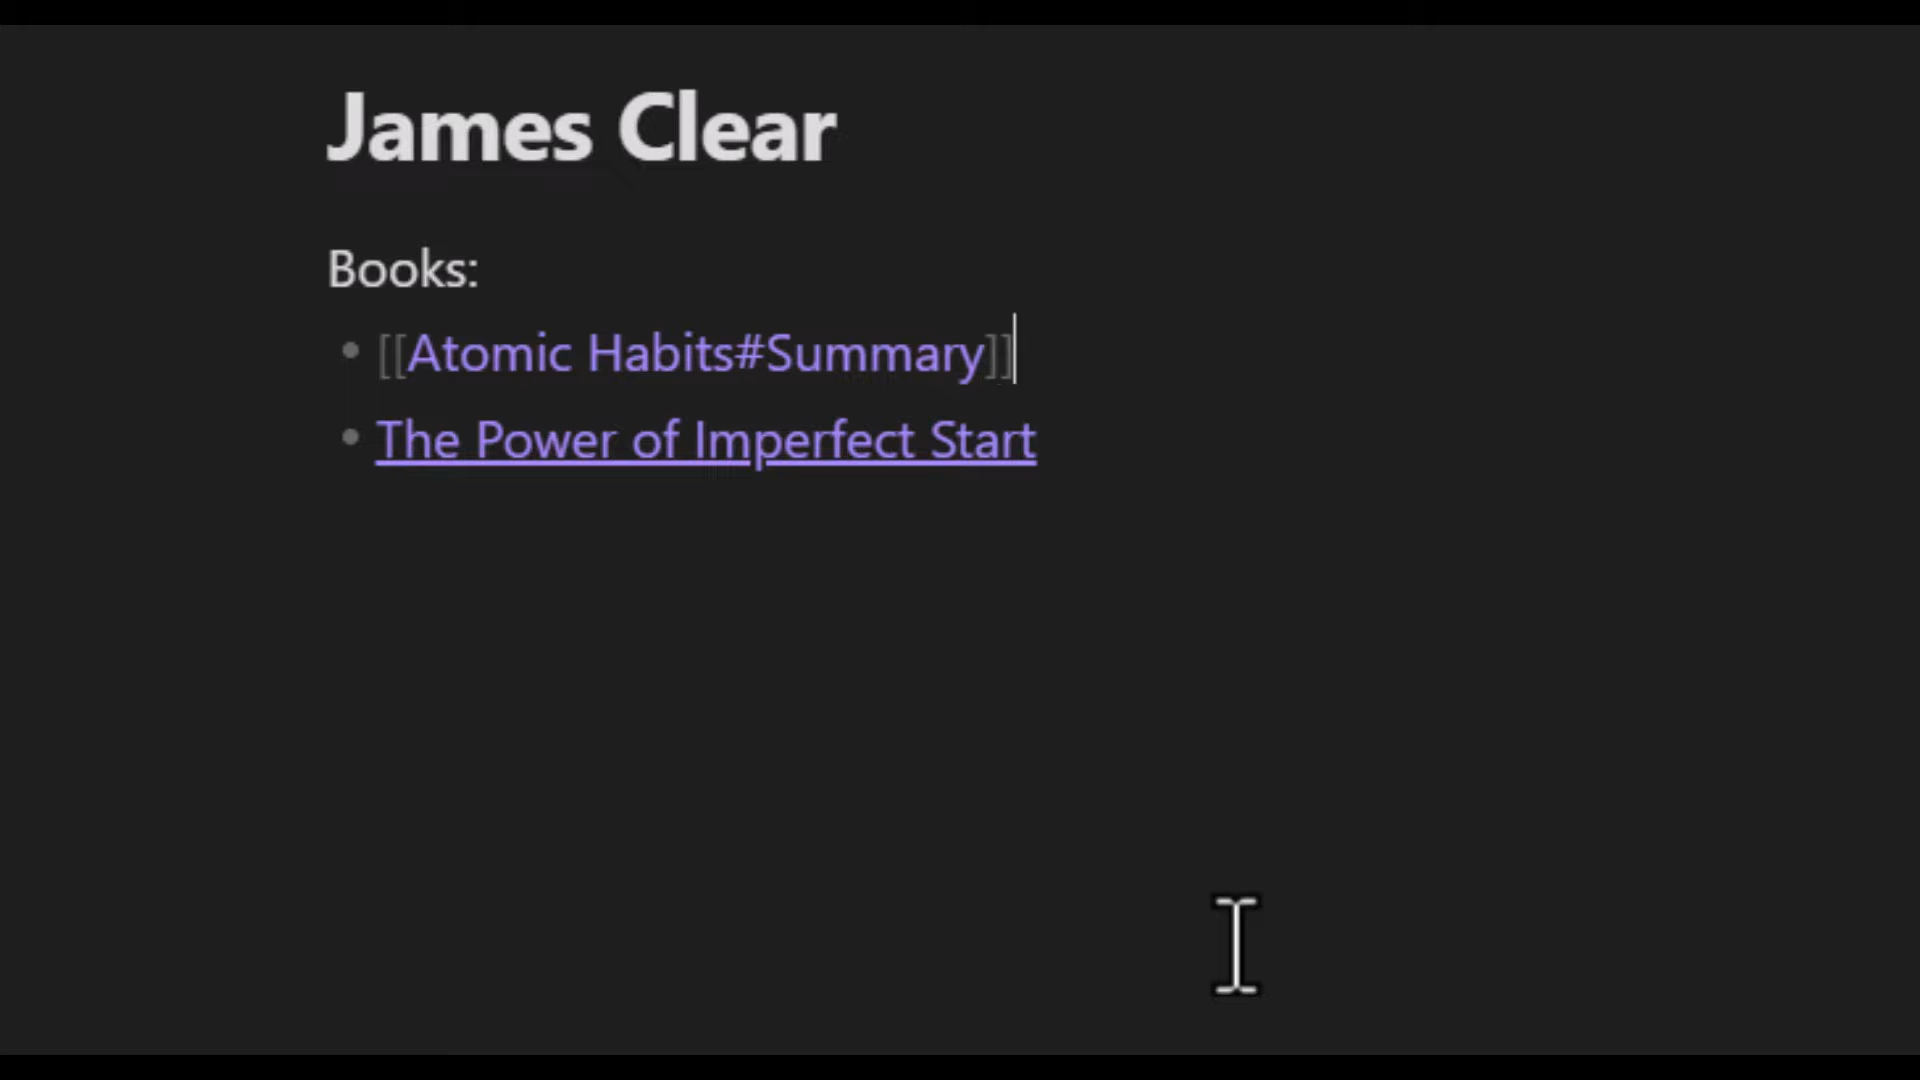 James Clear
Books:
[[Atomic Habits#Summary]]
The Power of Imperfect Start